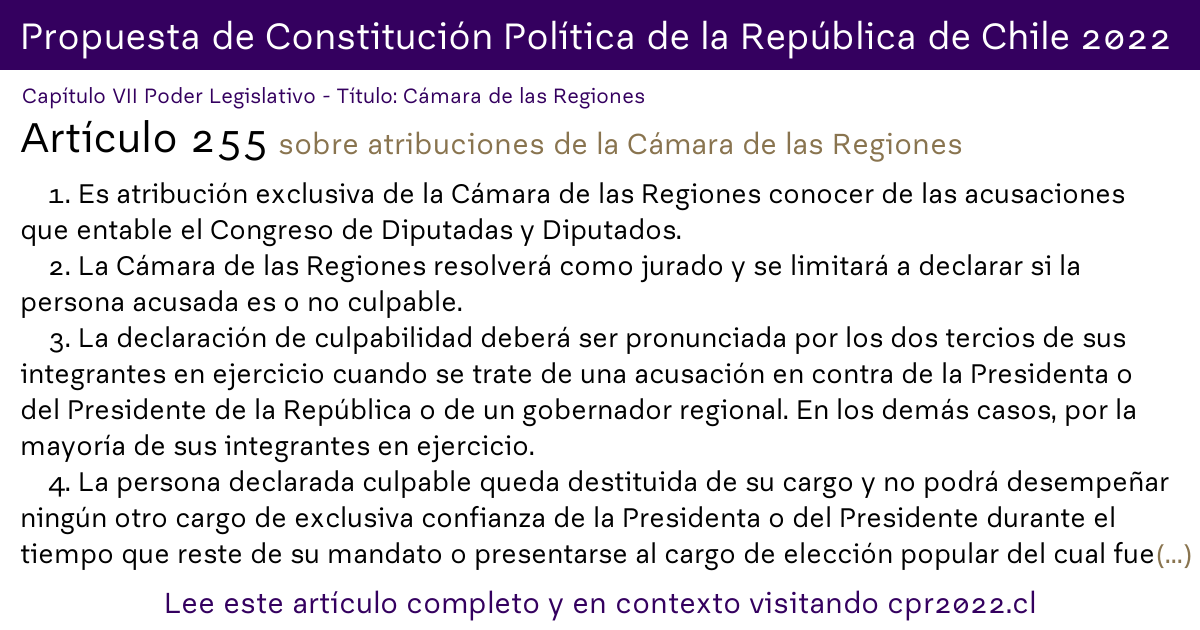 Propuesta de Constitución Política de la República de Chile 2022
Capítulo VII Poder Legislativo - Título: Cámara de las Regiones
Artículo 255 sobre atribuciones de la Cámara de las Regiones
1. Es atribución exclusiva de la Cámara de las Regiones conocer de las acusaciones
que entable el Congreso de Diputadas y Diputados.
2. La Cámara de las Regiones resolverá como jurado y se limitará a declarar si la
persona acusada es o no culpable.
3. La declaración de culpabilidad deberá ser pronunciada por los dos tercios de sus
integrantes en ejercicio cuando se trate de una acusación en contra de la Presidenta o
del Presidente de la República o de un gobernador regional. En los demás casos, por la
mayoría de sus integrantes en ejercicio.
4. La persona declarada culpable queda destituida de su cargo y no podrá desempeñar
ningún otro cargo de exclusiva confianza de la Presidenta o del Presidente durante el
tiempo que reste de su mandato o presentarse al cargo de elección popular del cual fue(...)
Lee este artículo completo y en contexto visitando cpr2022.cl